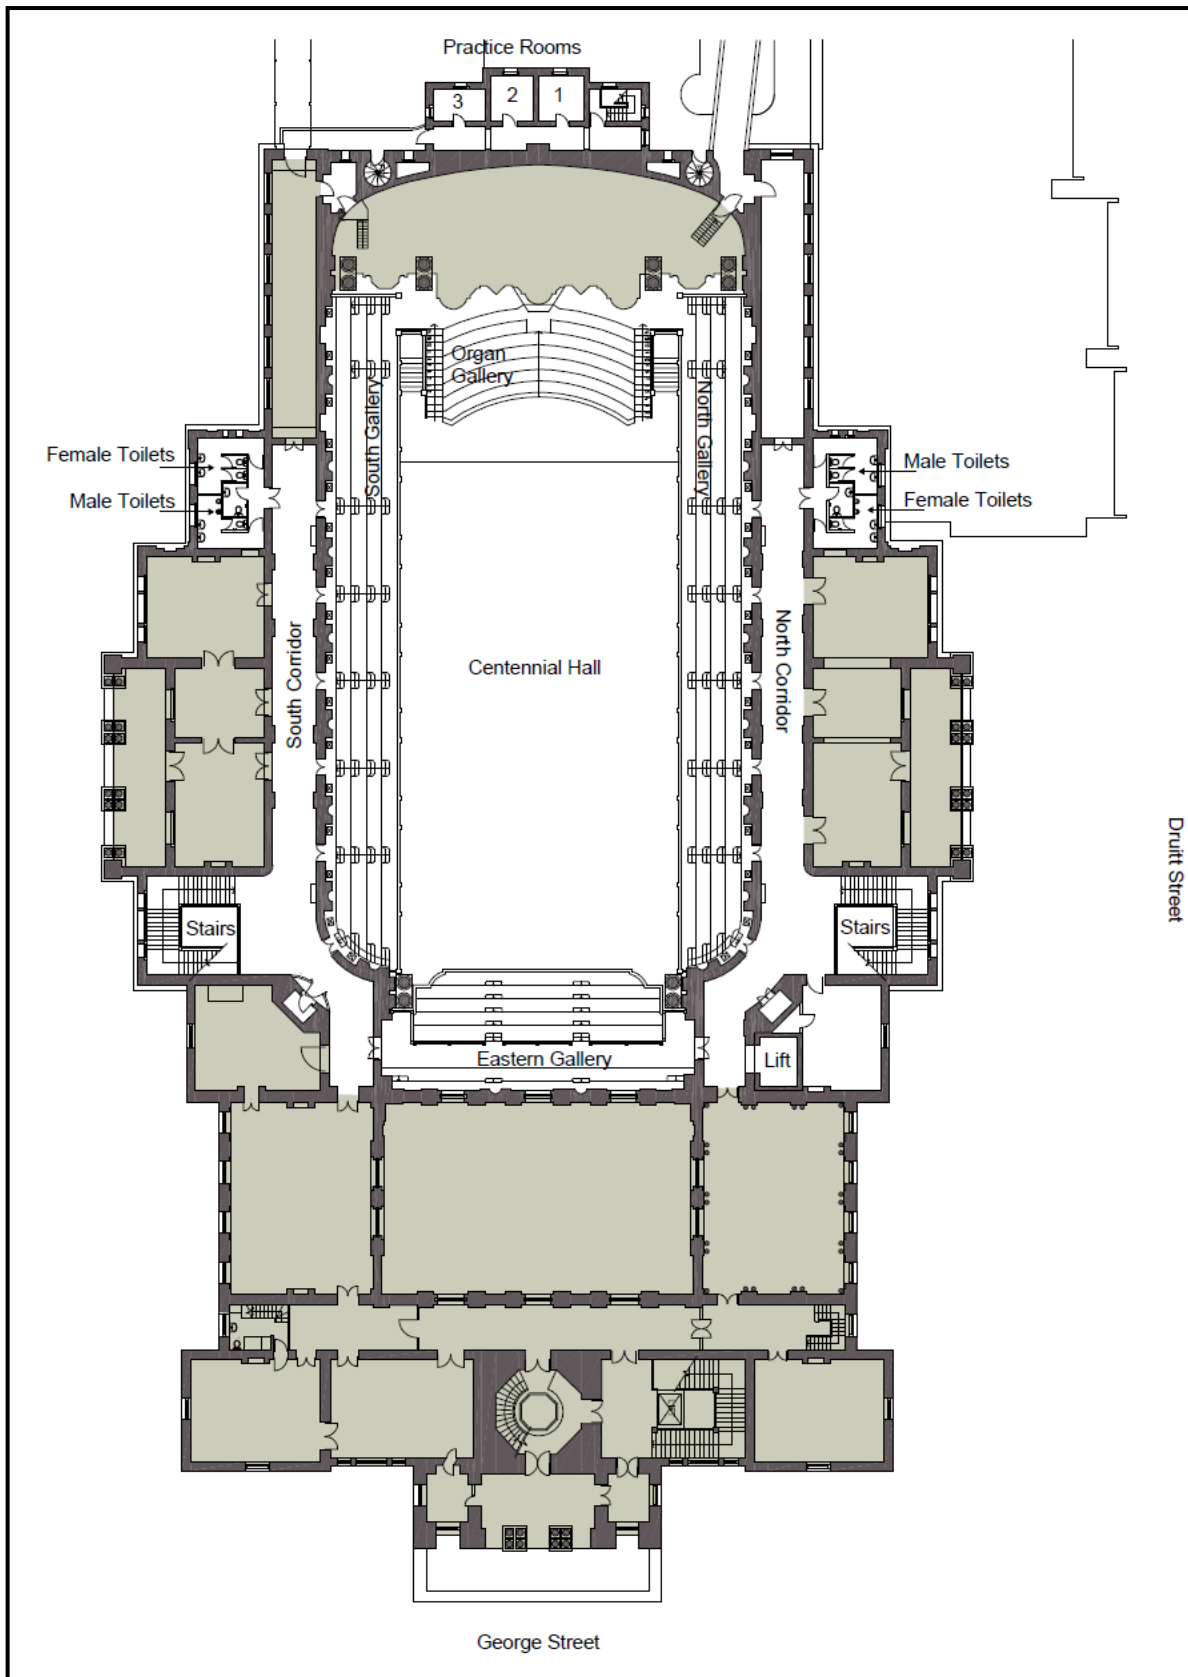 Practice Rooms
3
2
1
Organ
Gallery
South Gallery
North Gallery
Female Toilets
Male Toilets
Male Toilets
Female Toilets
South Corridor
North Corridor
Centennial Hall
Druitt Street
Stairs
Stairs
Eastern Gallery
Lift
George Street